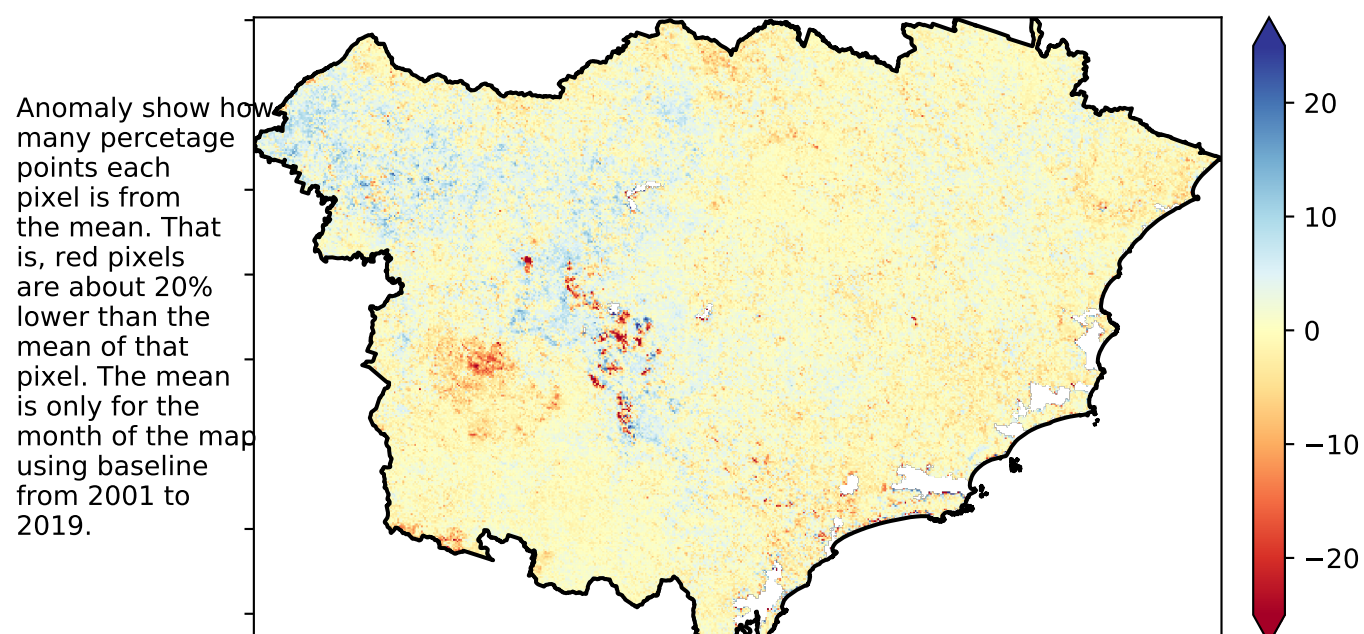 Anomaly show how
many percetage
points each
pixel is from
the mean. That
is, red pixels
are about 20%
lower than the
mean of that
pixel. The mean
is only for the
month of the map
using baseline
from 2001 to
2019.
20
10
0
−10
−20